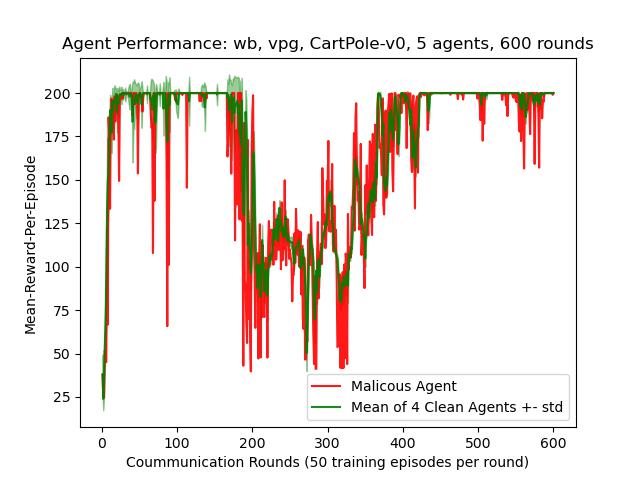 Agent Performance: wb, vpg, CartPole-v0, 5 agents, 600 rounds
Mean-Reward-Per-Episode
200
175
150
125
100
75
50
25
Malicous Agent
Mean of 4 Clean Agents +- std
0 100 200 300 400 500 600
Coummunication Rounds (50 training episodes per round)